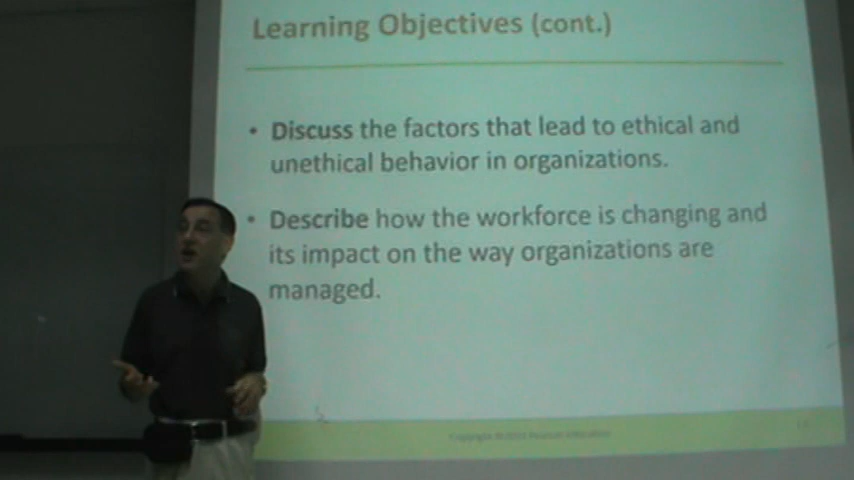 Learning Objectives (cont.)
• Discuss the factors that lead to ethical and
unethical behavior in organizations.
• Describe how the workforce is changing and
its impact on the way organizations are
managed.
Copyright